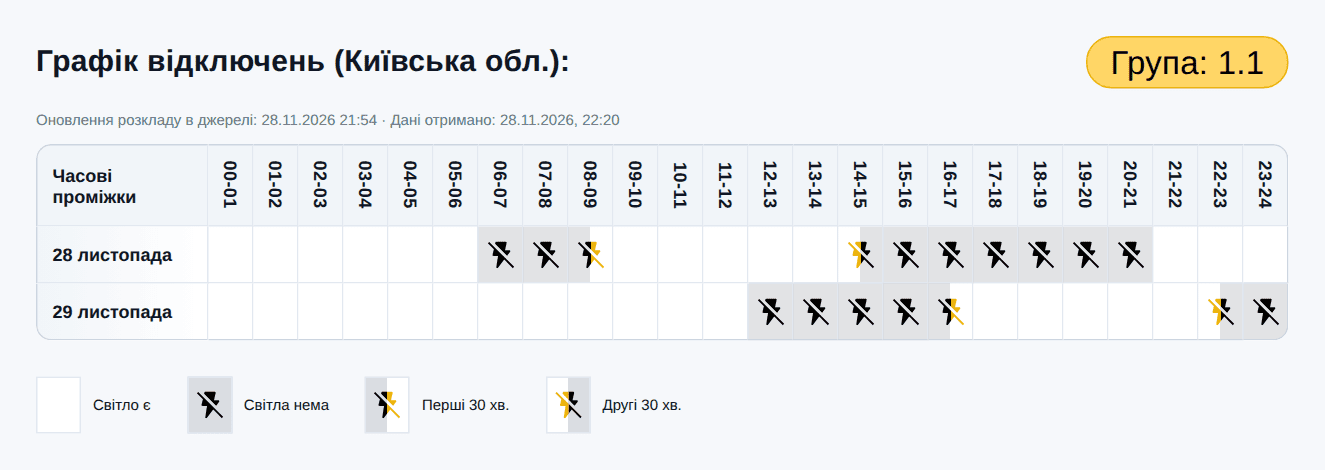 Графік відключень (Київська обл.):
Група: 1.1
Оновлення розкладу в джерелі: 28.11.2026 21:54 · Дані отримано: 28.11.2026, 22:20
Часові
проміжки
00-01
01-02
02-03
03-04
04-05
05-06
06-07
07-08
08-09
09-10
10-11
11-12
12-13
13-14
14-15
15-16
16-17
17-18
18-19
19-20
20-21
21-22
22-23
23-24
28 листопада
29 листопада
Світло є
Світла нема
Перші 30 хв.
Другі 30 хв.